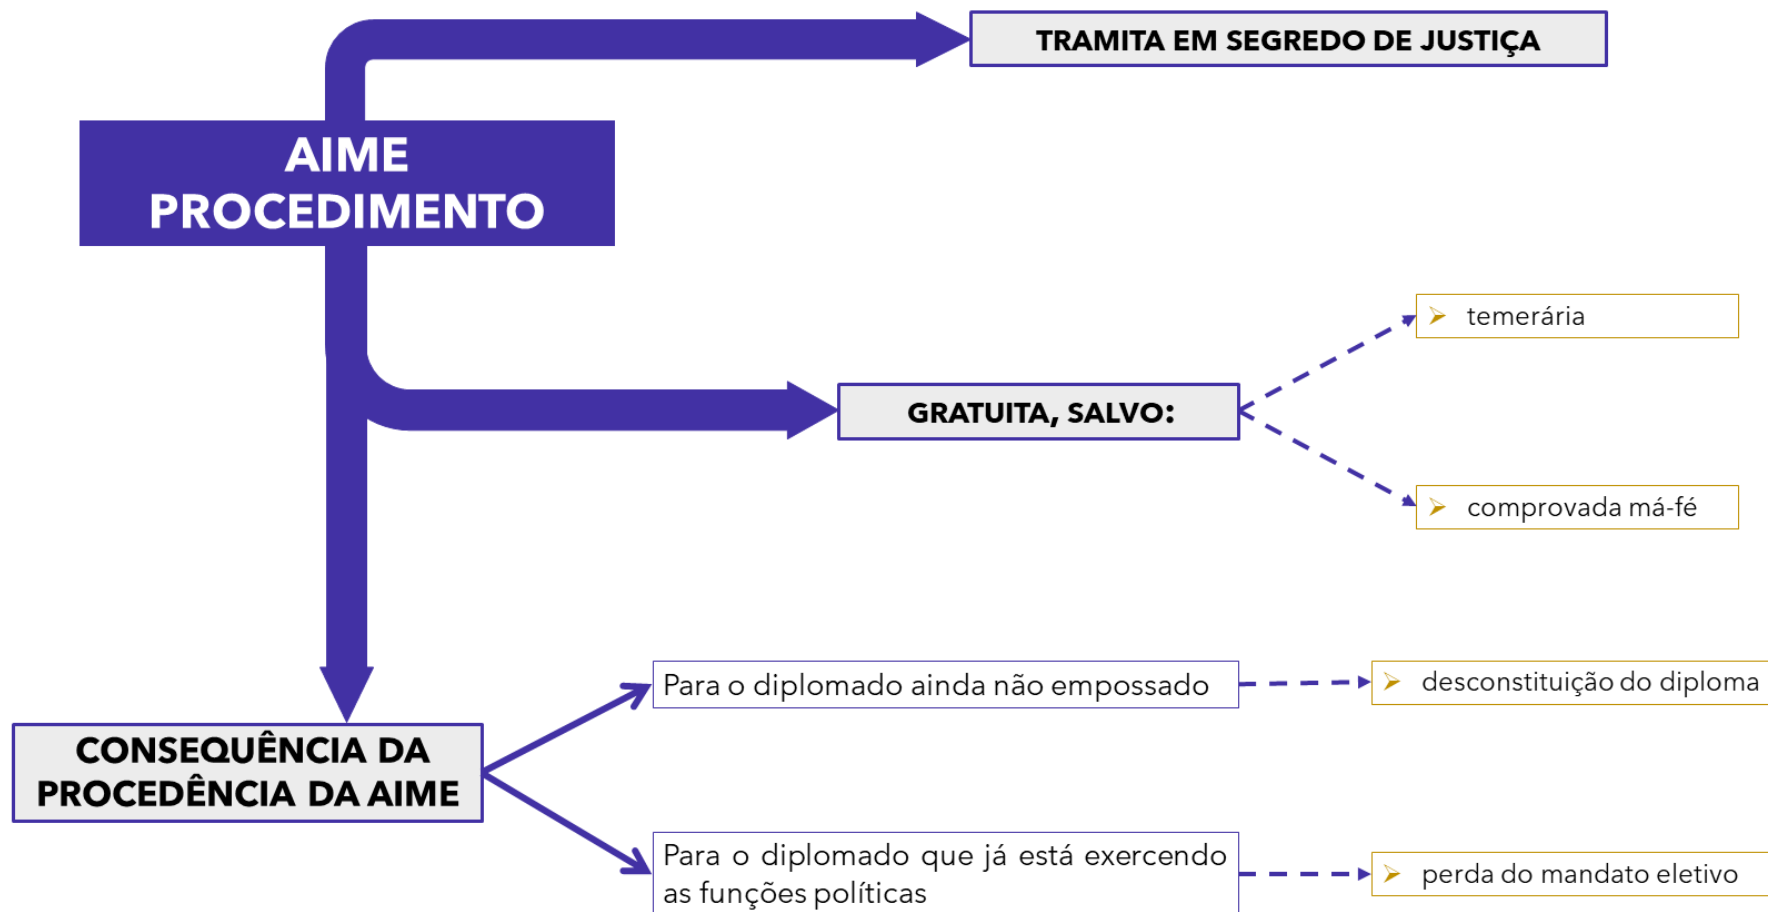 TRAMITA EM SEGREDO DE JUSTIÇA
AIME
PROCEDIMENTO
temerária
GRATUITA, SALVO:
comprovada má-fé
Para o diplomado ainda não empossado
desconstituição do diploma
CONSEQUÊNCIA DA
PROCEDÊNCIA DA AIME
Para o diplomado que já está exercendo
as funções políticas
perda do mandato eletivo